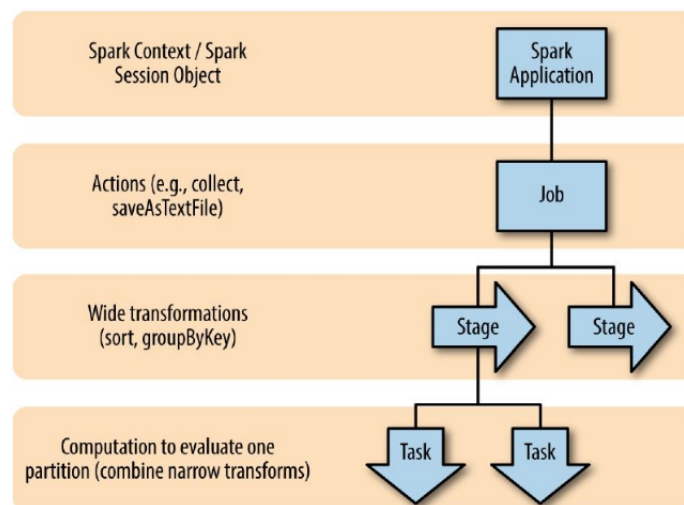 Spark Context / Spark
Session Object
Spark
Application
Actions (e.g., collect,
saveAsTextFile)
Job
Wide transformations
(sort, groupByKey)
Stage
Stage
Computation to evaluate one
partition (combine narrow transforms)
Task
Task